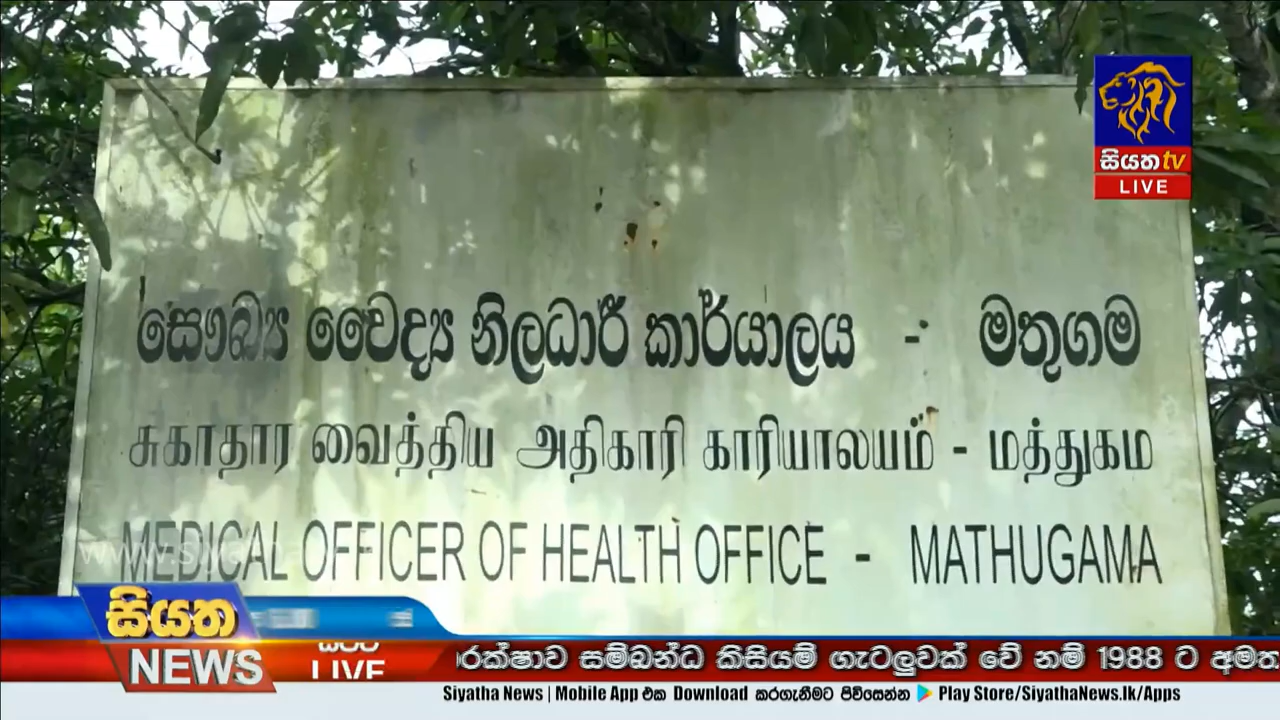 සියත tv
LIVE
සෞඛ්‍ය වෛද්‍ය නිලධාරී කාර්යාලය - මතුගම
சுகாதார வைத்திய அதிகாரி காரியாலயம் - மத்துகம
MEDICAL OFFICER OF HEALTH OFFICE - MATHUGAMA
සියත
NEWS
LIVE
සම්බන්ධ කිසියම් ගැටලුවක් වේ නම් 1988 ට
Siyatha News | Mobile App එක Download කරගැනීමට පිවිසෙන්න Play Store/SiyathaNews.lk/Apps